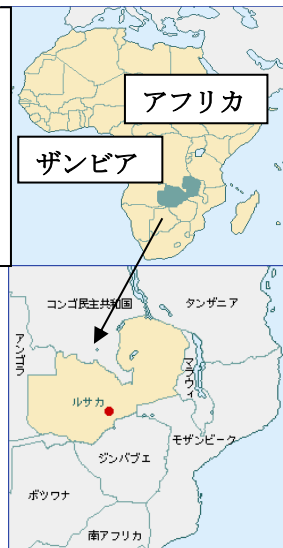 アフリカ
ザンビア
コンゴ民主共和国
タンザニア
アンゴラ
マラウィ
ルサカ
モザンビーク
ジンバブエ
ボツワナ
南アフリカ